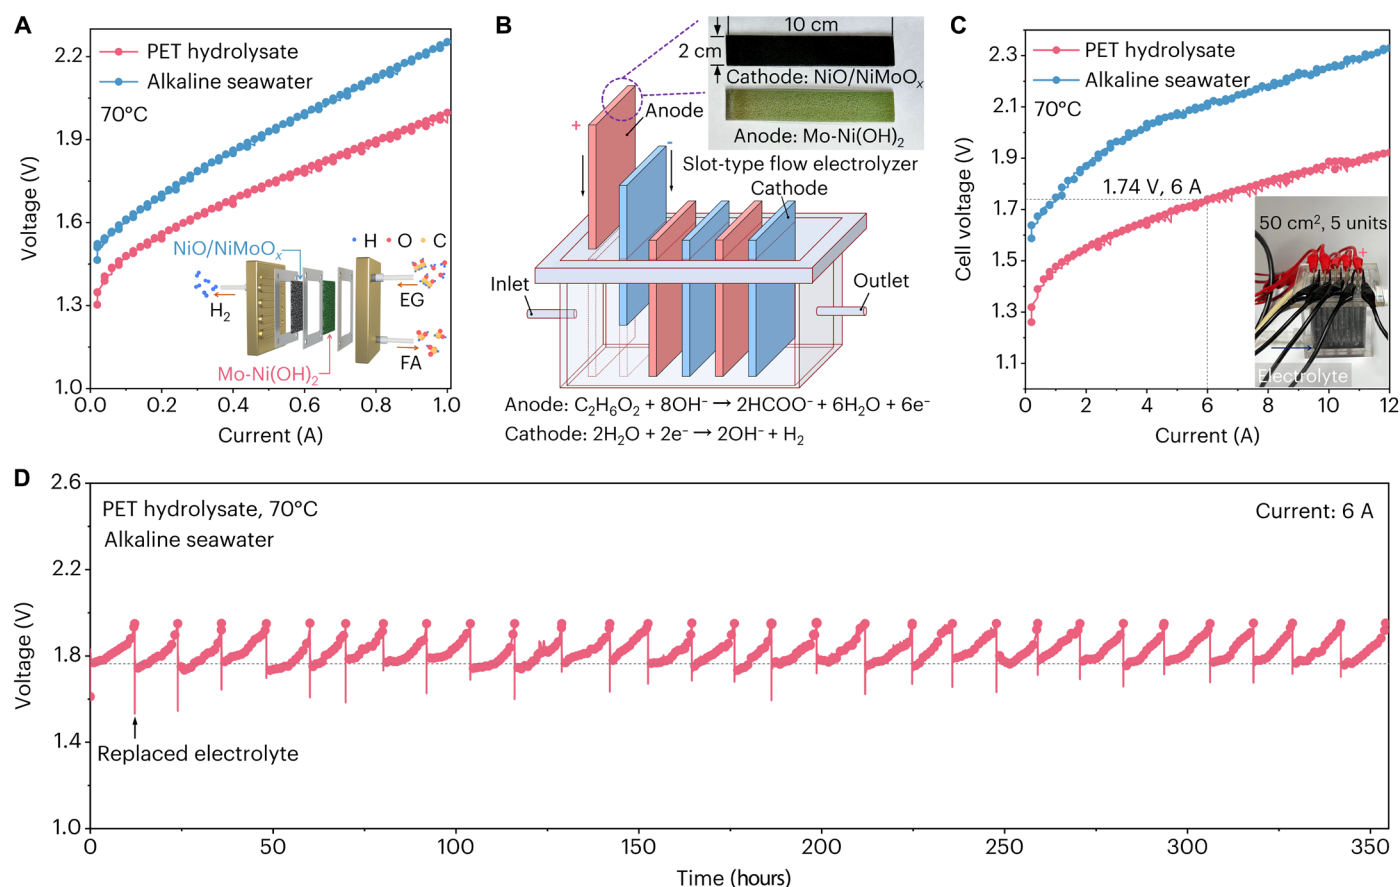 A
PET hydrolysate
Alkaline seawater
70°C
2.2
1.9
1.6
1.3
1.0
Voltage (V)
NiO/NiMoOₓ
H O C
H₂
EG
FA
Mo-Ni(OH)₂
0.0 0.2 0.4 0.6 0.8 1.0
Current (A)
B
10 cm
2 cm
Cathode: NiO/NiMoOₓ
Anode: Mo-Ni(OH)₂
Anode
+
-
Slot-type flow electrolyzer
Cathode
Inlet
Outlet
Anode: C₂H₆O₂ + 8OH⁻ → 2HCOO⁻ + 6H₂O + 6e⁻
Cathode: 2H₂O + 2e⁻ → 2OH⁻ + H₂
C
PET hydrolysate
Alkaline seawater
70°C
2.3
2.1
1.9
1.7
1.5
1.3
1.1
Cell voltage (V)
1.74 V, 6 A
50 cm², 5 units
+
Electrolyte
0 2 4 6 8 10 12
Current (A)
D
PET hydrolysate, 70°C
Alkaline seawater
Current: 6 A
2.6
2.2
1.8
1.4
1.0
Voltage (V)
Replaced electrolyte
0 50 100 150 200 250 300 350
Time (hours)